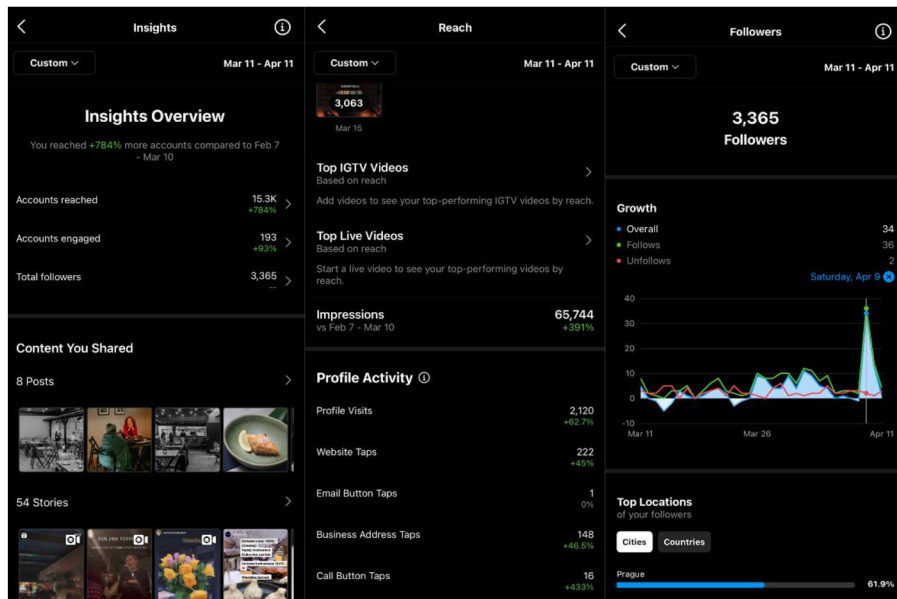 Insights
Custom
Mar 11 - Apr 11
Insights Overview
You reached +784% more accounts compared to Feb 7
- Mar 10
Accounts reached
15.3K
+784%
Accounts engaged
193
+93%
Total followers
3,365
--
Content You Shared
8 Posts
54 Stories
Reach
Custom
Mar 11 - Apr 11
3,063
Mar 15
Top IGTV Videos
Based on reach
Add videos to see your top-performing IGTV videos by reach.
Top Live Videos
Based on reach
Start a live video to see your top-performing videos by
reach.
Impressions
65,744
vs Feb 7 - Mar 10
+391%
Profile Activity
Profile Visits
2,120
+62.7%
Website Taps
222
+45%
Email Button Taps
1
0%
Business Address Taps
148
+46.5%
Call Button Taps
16
+433%
Followers
Custom
Mar 11 - Apr 11
3,365
Followers
Growth
Overall 34
Follows 36
Unfollows 2
Saturday, Apr 9
40
30
20
10
0
-10
Mar 11 Mar 26 Apr 11
Top Locations
of your followers
Cities Countries
Prague
61.9%